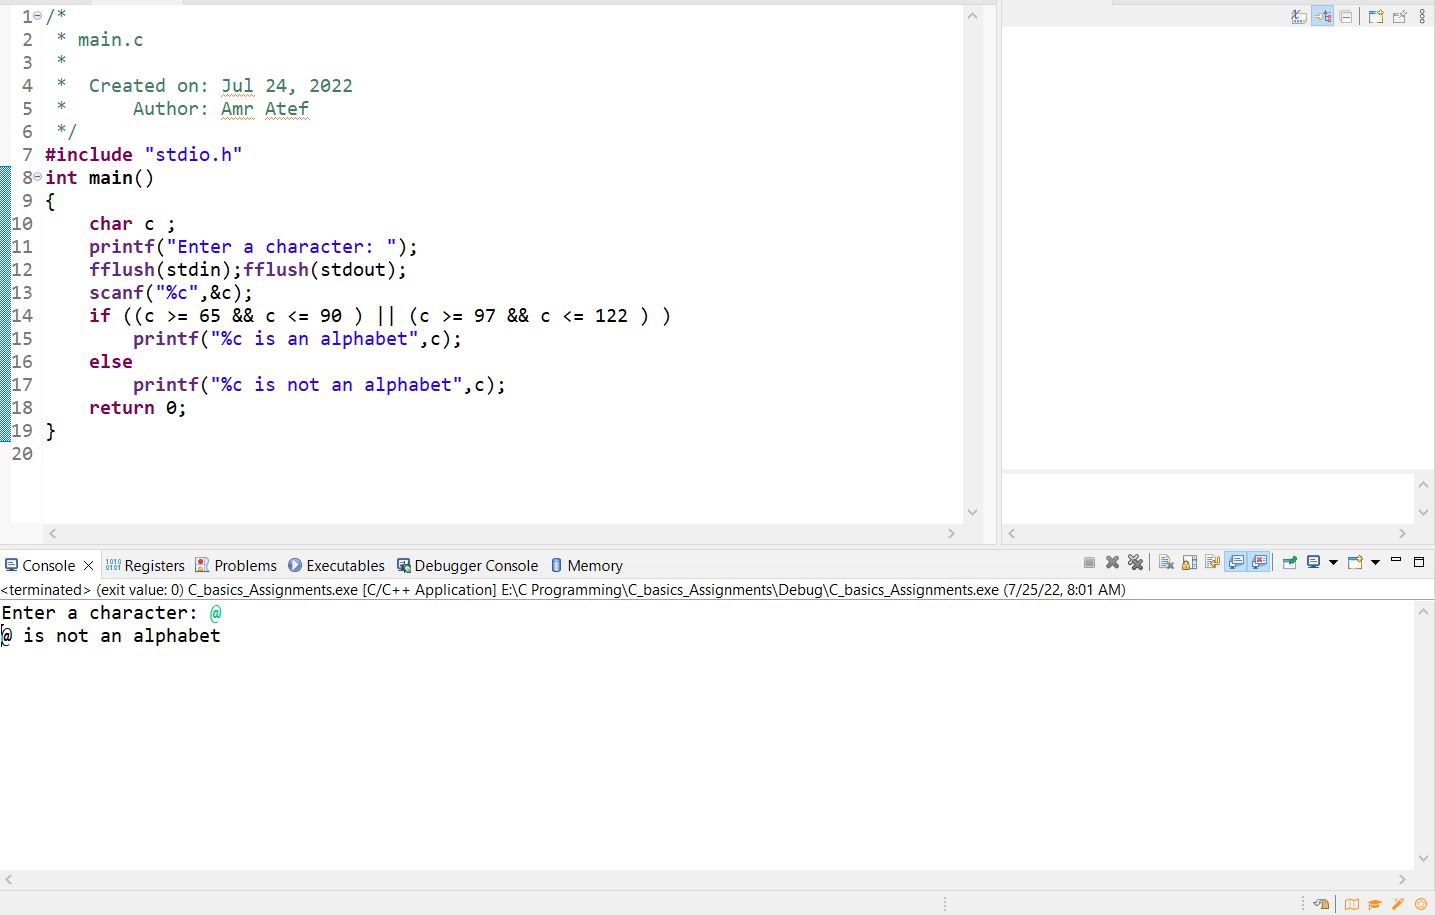 1 /*
2  * main.c
3  *
4  *  Created on: Jul 24, 2022
5  *      Author: Amr Atef
6  */
7 #include "stdio.h"
8 int main()
9 {
10     char c ;
11     printf("Enter a character: ");
12     fflush(stdin);fflush(stdout);
13     scanf("%c",&c);
14     if ((c >= 65 && c <= 90 ) || (c >= 97 && c <= 122 ) )
15         printf("%c is an alphabet",c);
16     else
17         printf("%c is not an alphabet",c);
18     return 0;
19 }
20
Console Registers Problems Executables Debugger Console Memory
<terminated> (exit value: 0) C_basics_Assignments.exe [C/C++ Application] E:\C Programming\C_basics_Assignments\Debug\C_basics_Assignments.exe (7/25/22, 8:01 AM)
Enter a character: @
@ is not an alphabet